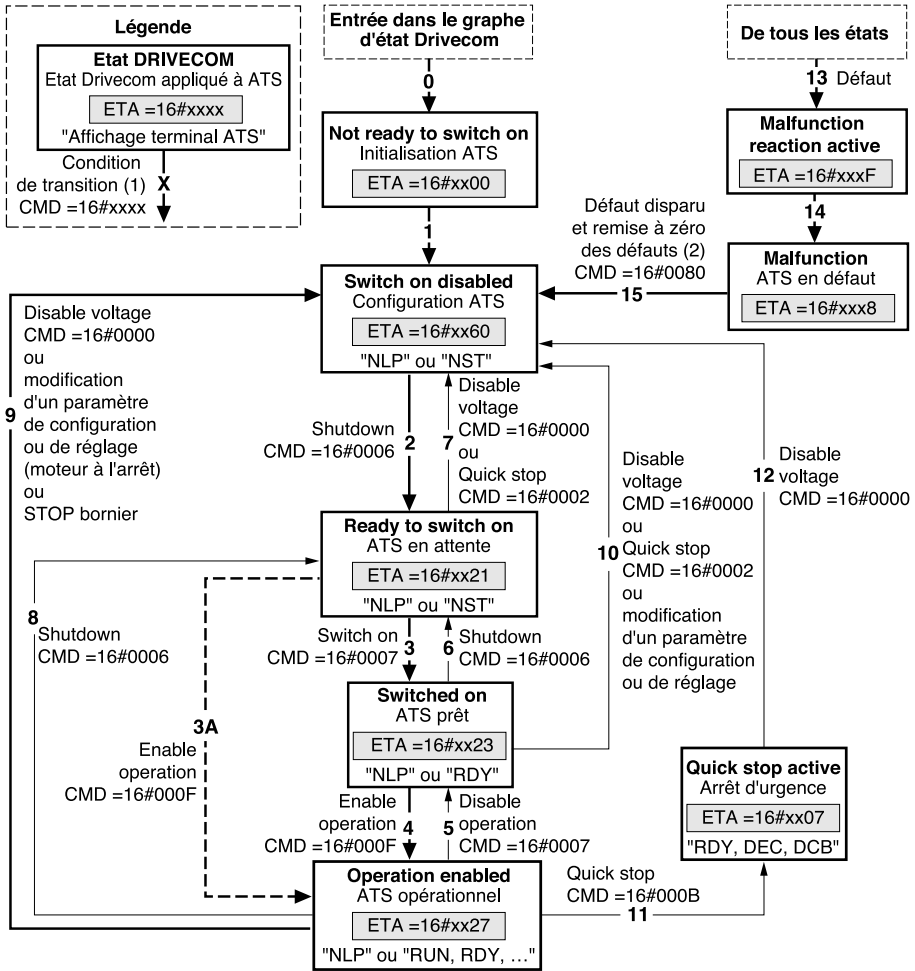 Légende
Etat DRIVECOM
Etat Drivecom appliqué à ATS
ETA =16#xxxx
"Affichage terminal ATS"
Condition
de transition (1)
CMD =16#xxxx
X
Entrée dans le graphe
d'état Drivecom
0
Not ready to switch on
Initialisation ATS
ETA =16#xx00
1
De tous les états
13 Défaut
Malfunction
reaction active
ETA =16#xxxF
14
Malfunction
ATS en défaut
ETA =16#xxx8
Défaut disparu
et remise à zéro
des défauts (2)
CMD =16#0080
15
Switch on disabled
Configuration ATS
ETA =16#xx60
"NLP" ou "NST"
Disable voltage
CMD =16#0000
ou
modification
d'un paramètre
de configuration
ou de réglage
(moteur à l'arrêt)
ou
STOP bornier
9
Shutdown
CMD =16#0006
2
7
Disable
voltage
CMD =16#0000
ou
Quick stop
CMD =16#0002
Ready to switch on
ATS en attente
ETA =16#xx21
"NLP" ou "NST"
10
Disable
voltage
CMD =16#0000
ou
Quick stop
CMD =16#0002
ou
modification
d'un paramètre
de configuration
ou de réglage
12
Disable
voltage
CMD =16#0000
8
Shutdown
CMD =16#0006
Switch on
CMD =16#0007
3
6
Shutdown
CMD =16#0006
3A
Enable
operation
CMD =16#000F
Switched on
ATS prêt
ETA =16#xx23
"NLP" ou "RDY"
Enable
operation
CMD =16#000F
4
5
Disable
operation
CMD =16#0007
Quick stop active
Arrêt d'urgence
ETA =16#xx07
"RDY, DEC, DCB"
Operation enabled
ATS opérationnel
ETA =16#xx27
"NLP" ou "RUN, RDY, ..."
Quick stop
CMD =16#000B
11